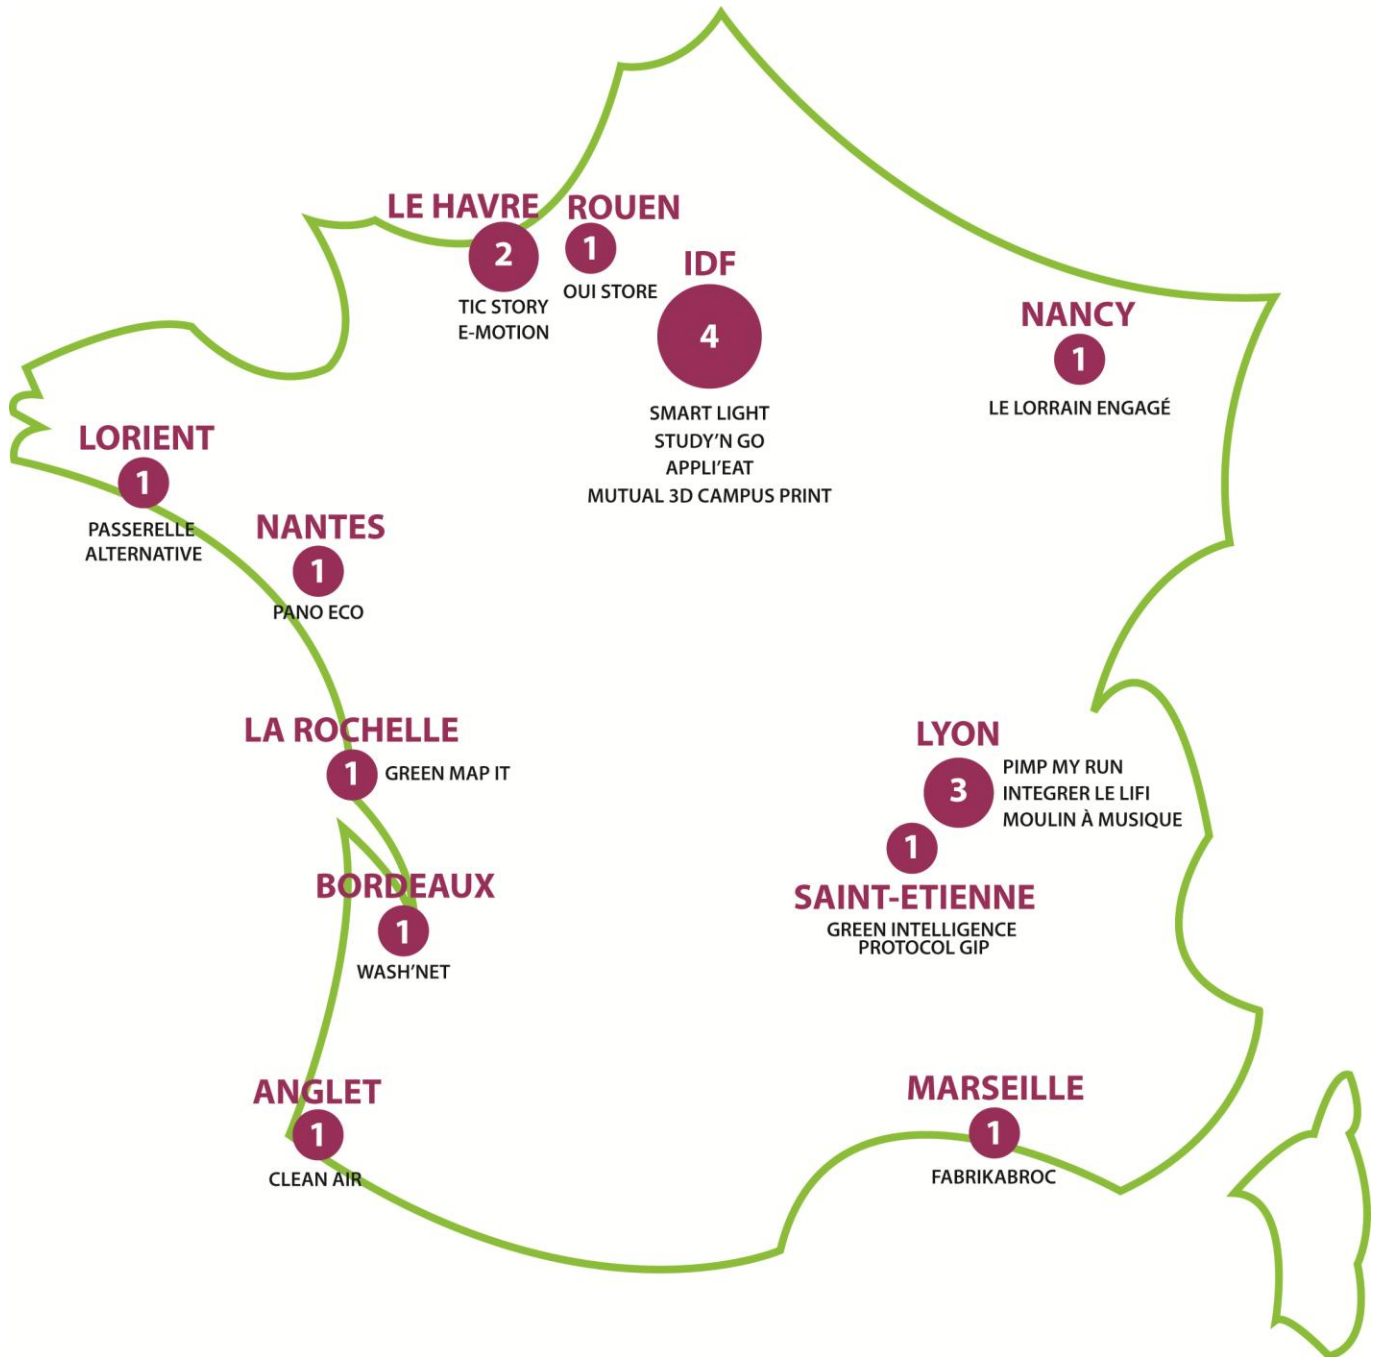 LE HAVRE
2
TIC STORY
E-MOTION
ROUEN
1
OUI STORE
IDF
4
SMART LIGHT
STUDY’N GO
APPLI’EAT
MUTUAL 3D CAMPUS PRINT
NANCY
1
LE LORRAIN ENGAGÉ
LORIENT
1
PASSERELLE
ALTERNATIVE
NANTES
1
PANO ECO
LA ROCHELLE
1
GREEN MAP IT
LYON
3
PIMP MY RUN
INTEGRER LE LIFI
MOULIN À MUSIQUE
1
SAINT-ETIENNE
GREEN INTELLIGENCE
PROTOCOL GIP
BORDEAUX
1
WASH’NET
ANGLET
1
CLEAN AIR
MARSEILLE
1
FABRIKABROC